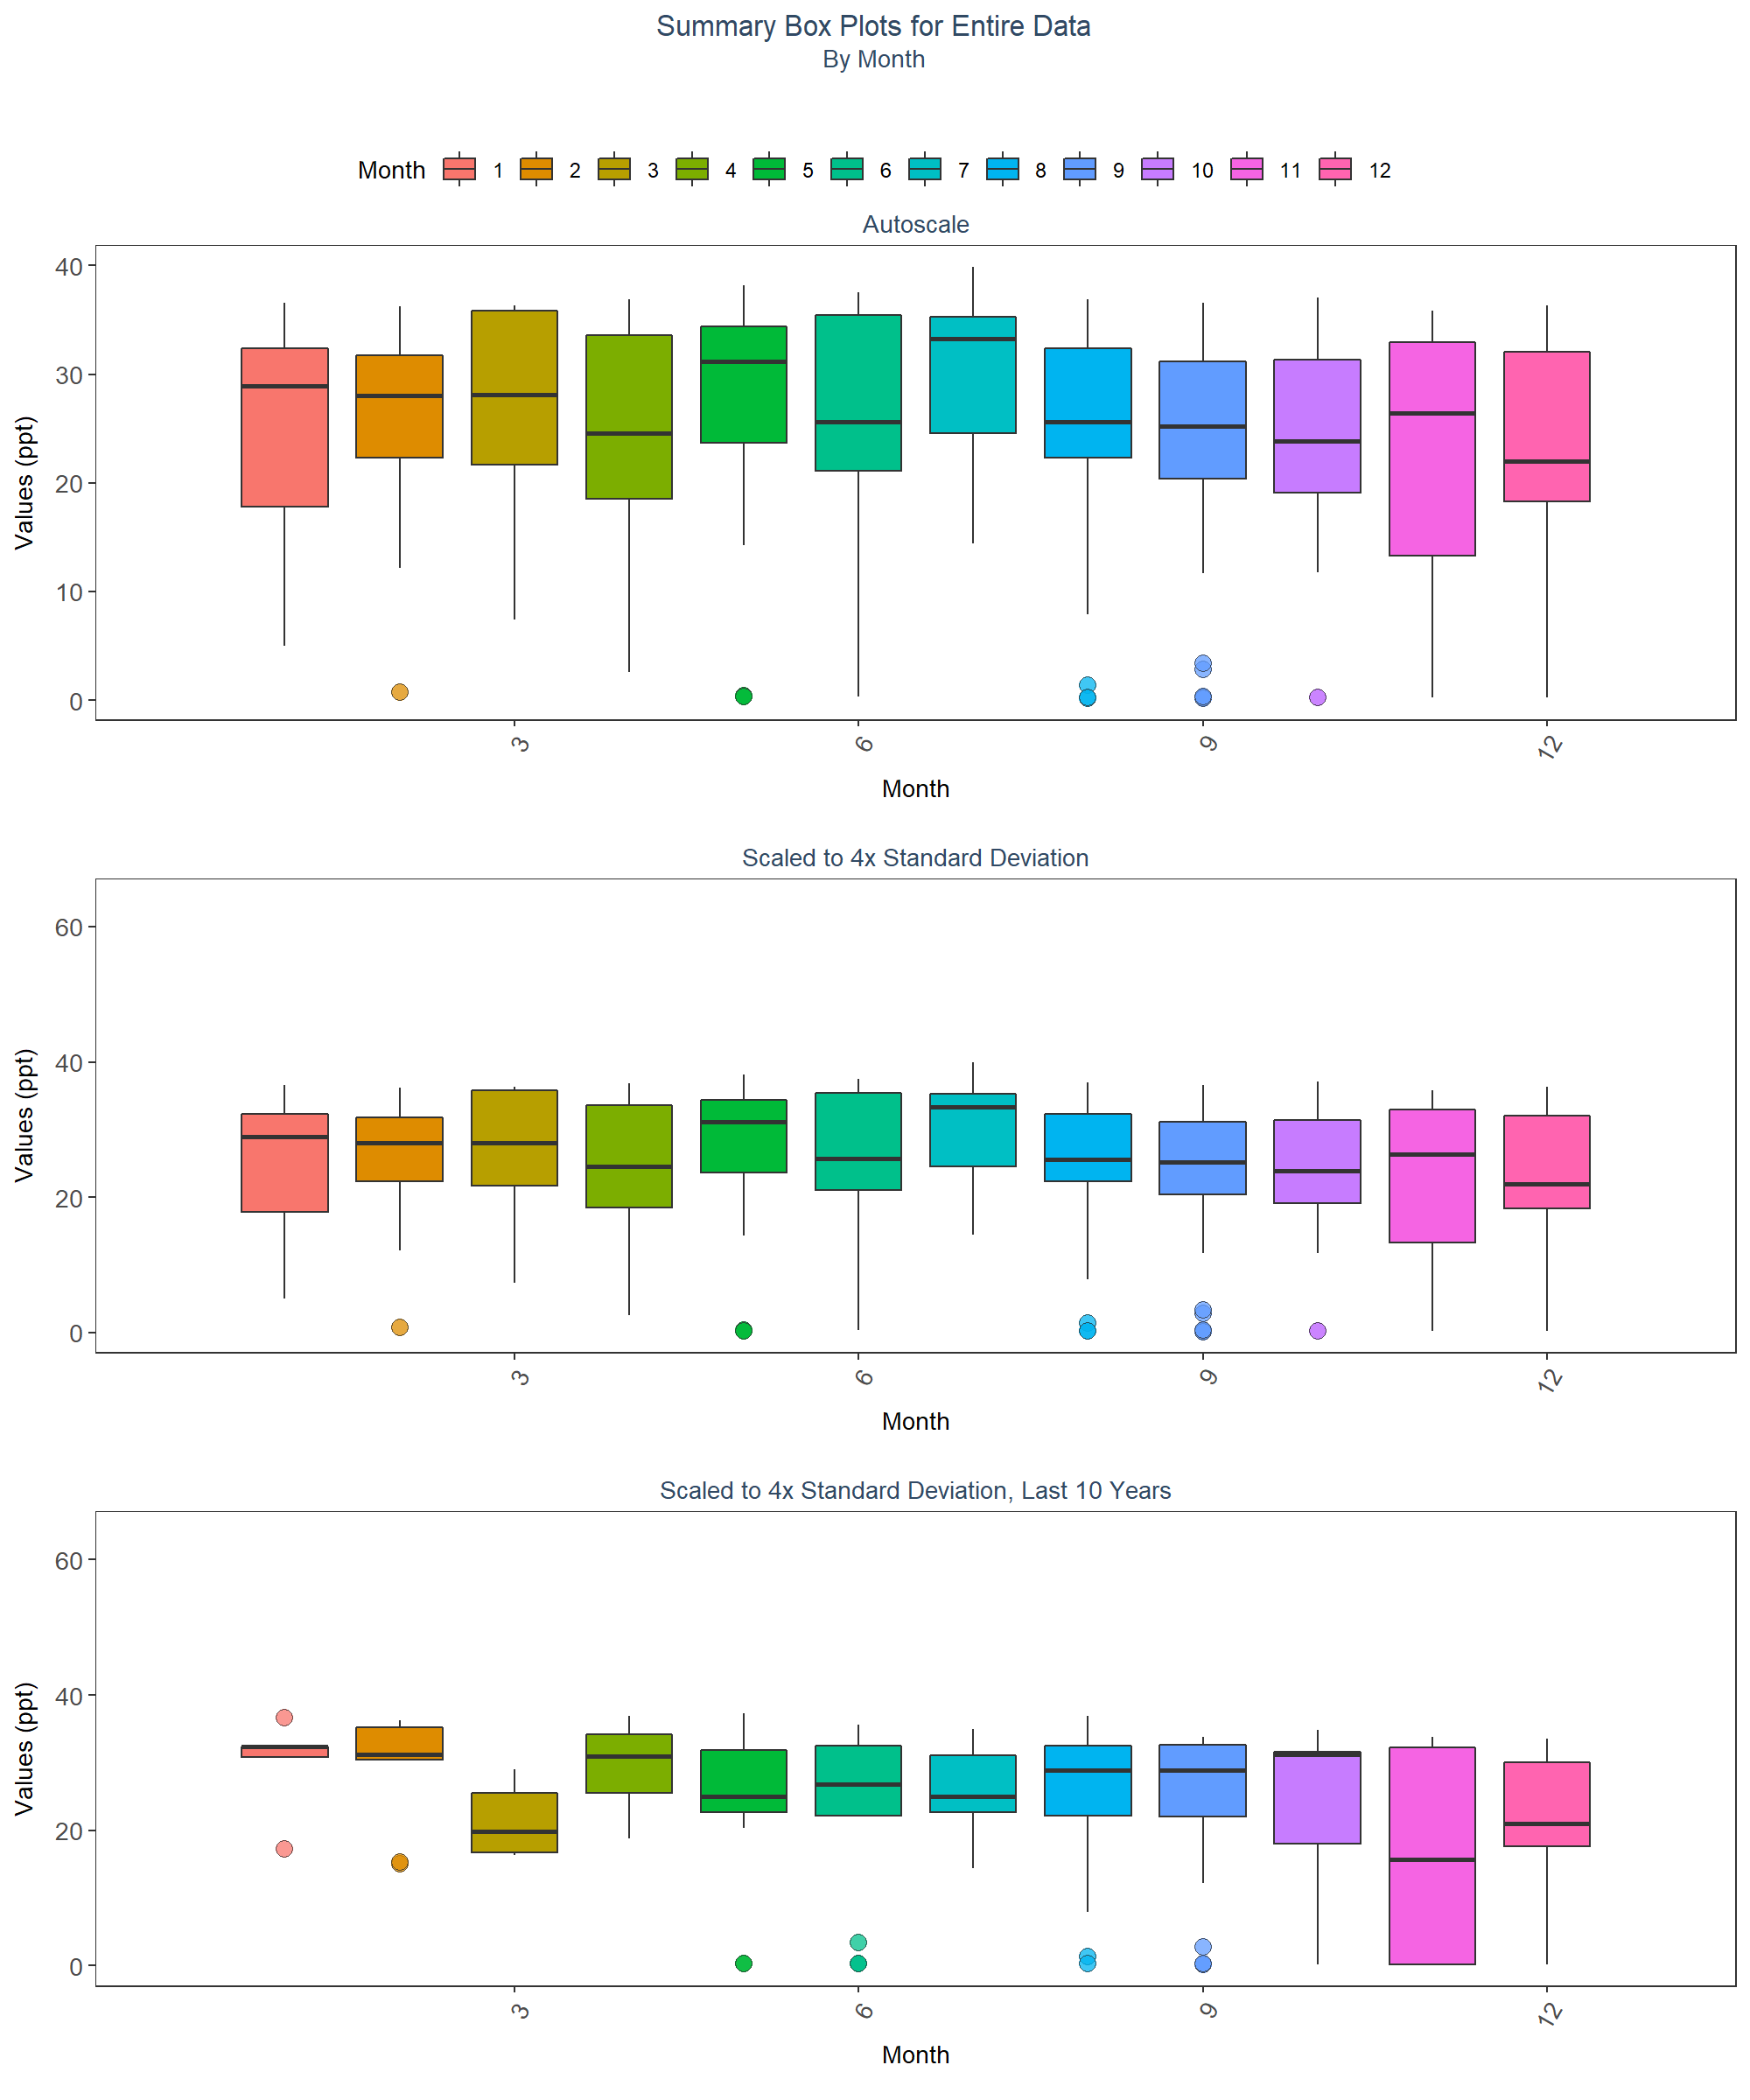 Summary Box Plots for Entire Data
By Month
Month 1 2 3 4 5 6 7 8 9 10 11 12
Autoscale
Values (ppt)
40
30
20
10
0
3 6 9 12
Month
Scaled to 4x Standard Deviation
Values (ppt)
60
40
20
0
3 6 9 12
Month
Scaled to 4x Standard Deviation, Last 10 Years
Values (ppt)
60
40
20
0
3 6 9 12
Month